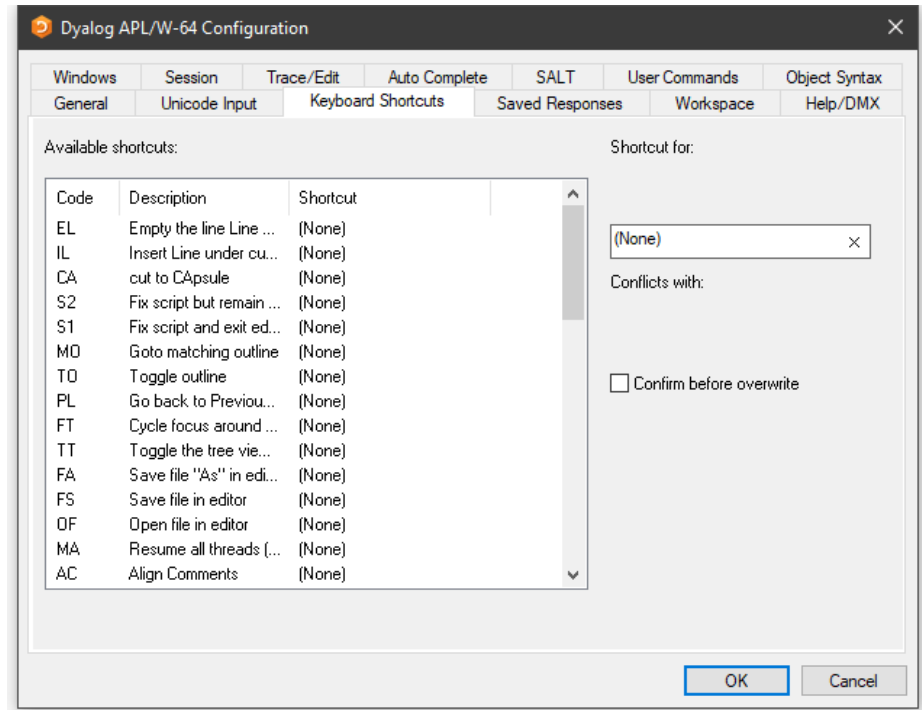 Dyalog APL/W-64 Configuration
Windows Session Trace/Edit Auto Complete SALT User Commands Object Syntax
General Unicode Input Keyboard Shortcuts Saved Responses Workspace Help/DMX
Available shortcuts: Shortcut for:
Code Description Shortcut
EL Empty the line Line ... (None)
(None)
IL Insert Line under cu... (None)
CA cut to CApsule (None)
Conflicts with:
S2 Fix script but remain ... (None)
S1 Fix script and exit ed... (None)
MO Goto matching outline (None)
TO Toggle outline (None)
Confirm before overwrite
PL Go back to Previou... (None)
FT Cycle focus around ... (None)
TT Toggle the tree vie... (None)
FA Save file "As" in edi... (None)
FS Save file in editor (None)
OF Open file in editor (None)
MA Resume all threads (... (None)
AC Align Comments (None)
OK Cancel